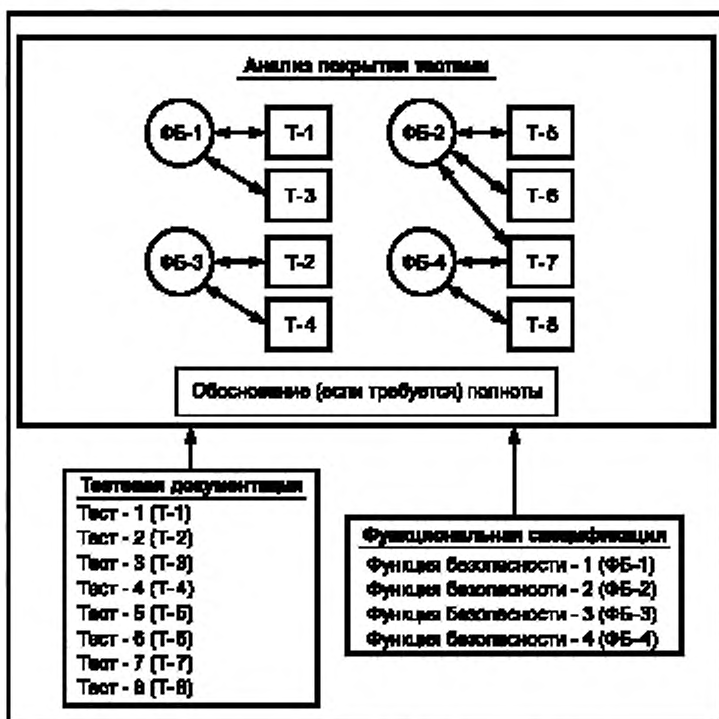 Анализ покрытия тестами
ФБ-1
Т-1
ФБ-2
Т-5
Т-3
Т-6
ФБ-3
Т-2
ФБ-4
Т-7
Т-4
Т-8
Обоснование (если требуется) полноты
Тестовая документация
Тест - 1 (Т-1)
Тест - 2 (Т-2)
Тест - 3 (Т-3)
Тест - 4 (Т-4)
Тест - 5 (Т-5)
Тест - 6 (Т-6)
Тест - 7 (Т-7)
Тест - 8 (Т-8)
Функциональная спецификация
Функция безопасности - 1 (ФБ-1)
Функция безопасности - 2 (ФБ-2)
Функция Безопасности - 3 (ФБ-3)
Функция безопасности - 4 (ФБ-4)